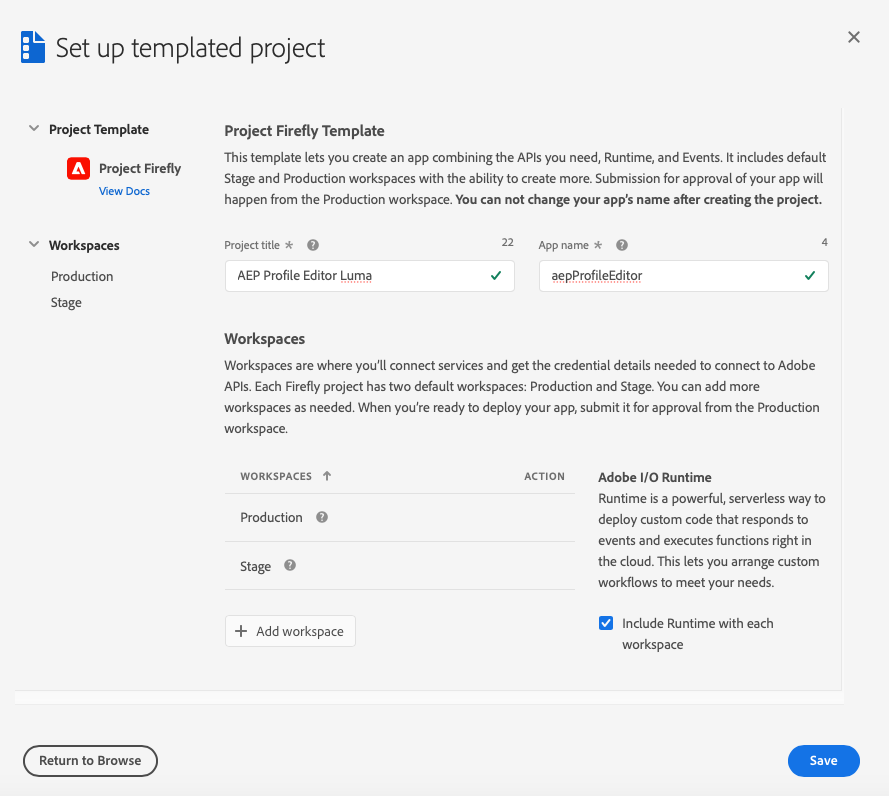 Set up templated project
Project Template
Project Firefly
View Docs
Workspaces
Production
Stage
Project Firefly Template
This template lets you create an app combining the APIs you need, Runtime, and Events. It includes default
Stage and Production workspaces with the ability to create more. Submission for approval of your app will
happen from the Production workspace. You can not change your app's name after creating the project.
Project title * ? 22
App name * ? 4
AEP Profile Editor Luma
aepProfileEditor
Workspaces
Workspaces are where you'll connect services and get the credential details needed to connect to Adobe
APIs. Each Firefly project has two default workspaces: Production and Stage. You can add more
workspaces as needed. When you're ready to deploy your app, submit it for approval from the Production
workspace.
WORKSPACES ↑ ACTION
Production ?
Stage ?
+ Add workspace
Adobe I/O Runtime
Runtime is a powerful, serverless way to
deploy custom code that responds to
events and executes functions right in
the cloud. This lets you arrange custom
workflows to meet your needs.
Include Runtime with each
workspace
Return to Browse
Save